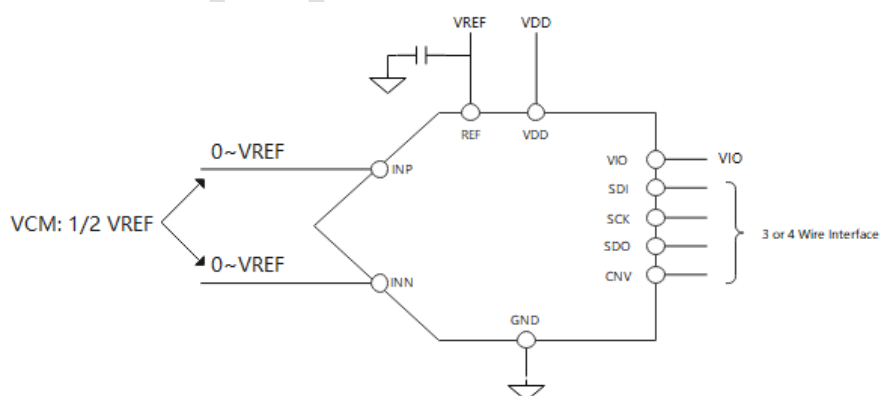 VREF VDD
REF VDD
0~VREF
INP
VIO VIO
SDI
VCM: 1/2 VREF
SCK
3 or 4 Wire Interface
SDO
0~VREF
INN
CNV
GND